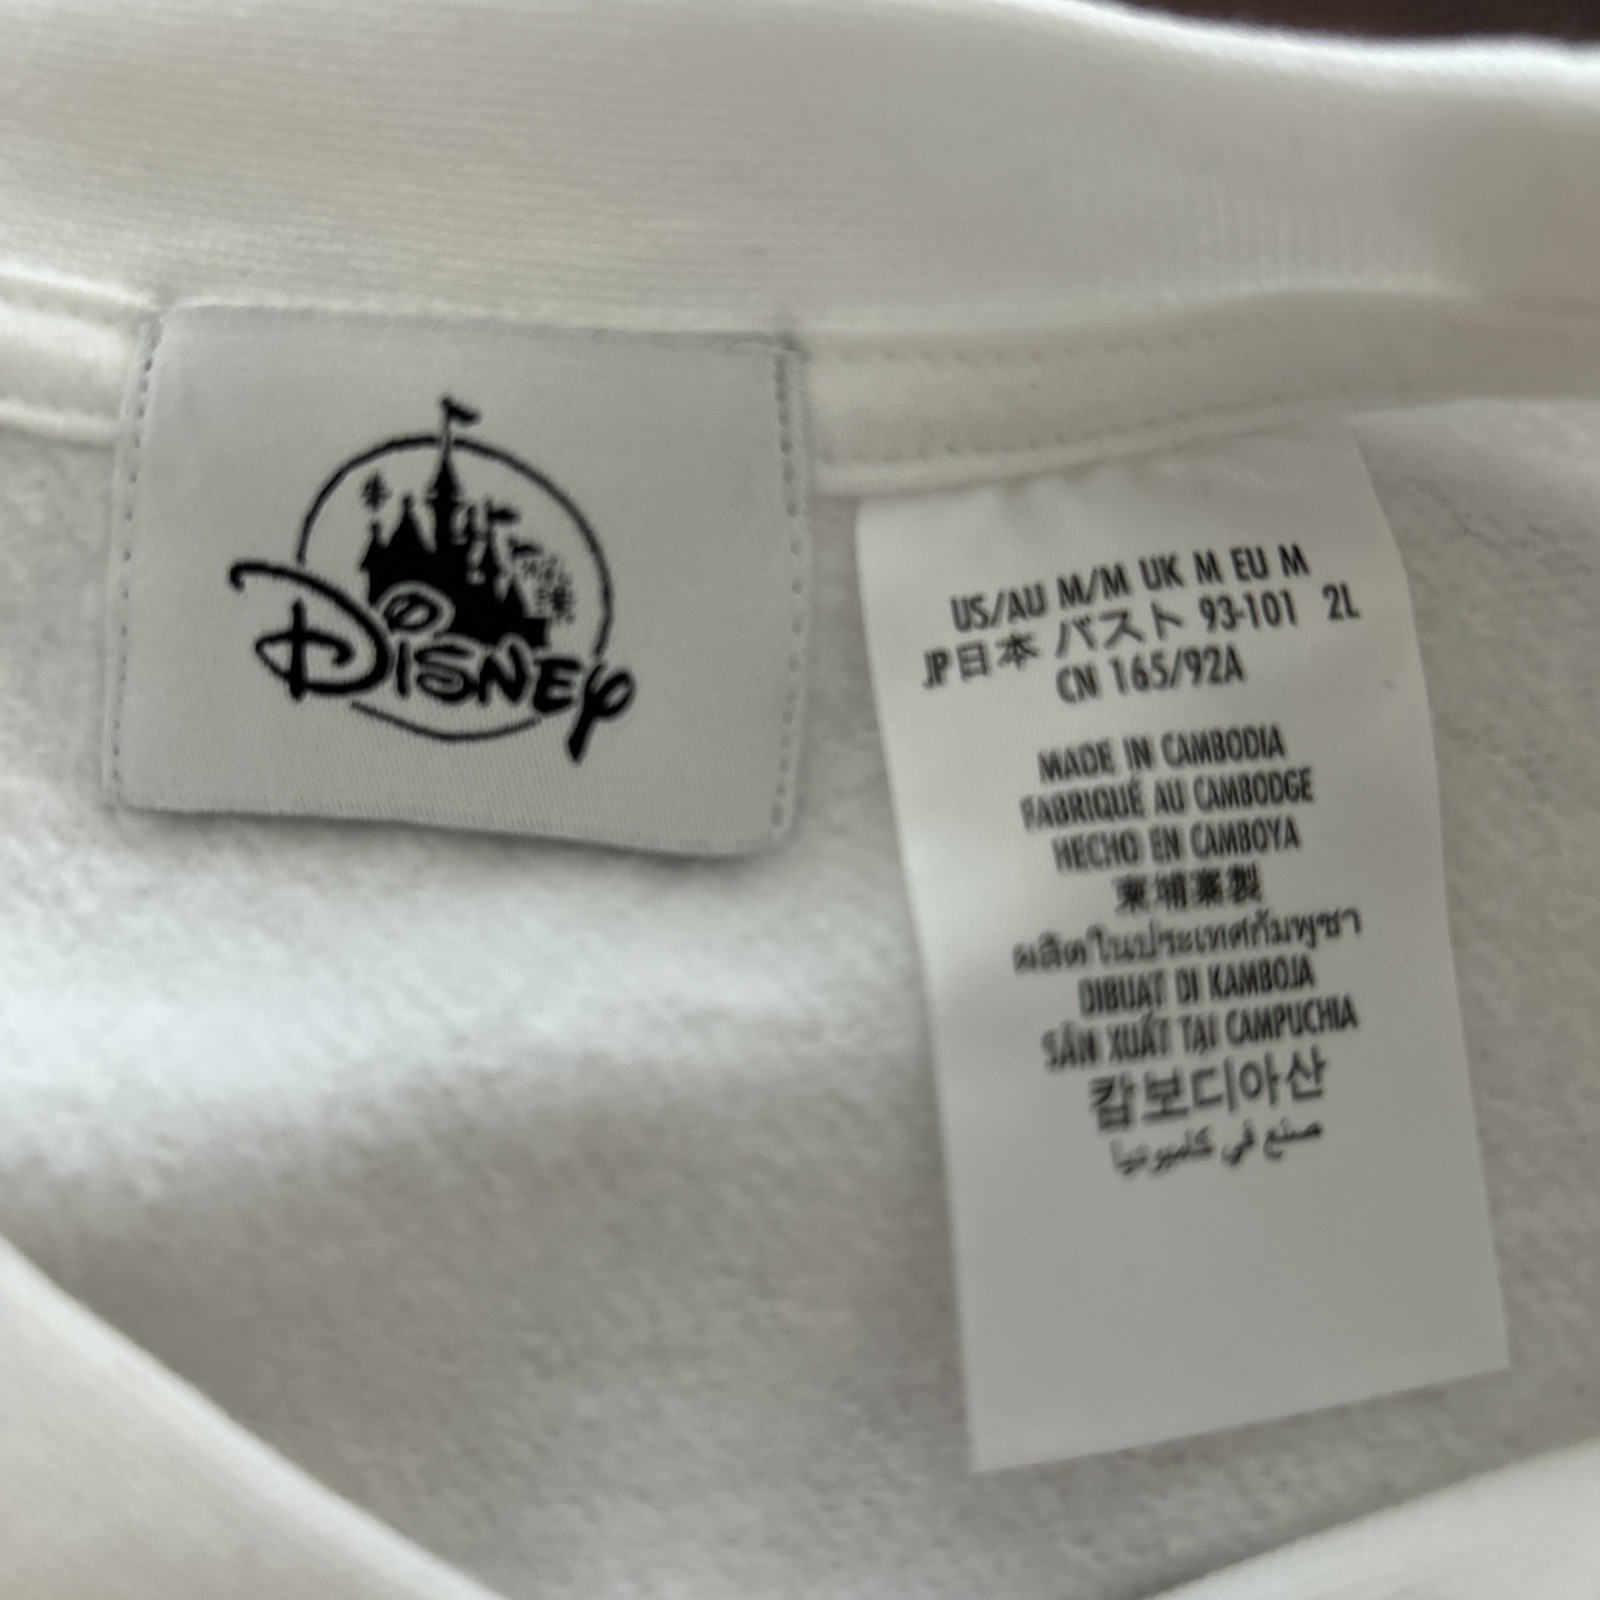 Disney
US/AU M/M UK M EU M
JP日本 バスト 93-101 2L
CN 165/92A
MADE IN CAMBODIA
FABRIQUÉ AU CAMBODGE
HECHO EN CAMBOYA
柬埔寨製
ผลิตในประเทศกัมพูชา
DIBUAT DI KAMBOJA
SẢN XUẤT TẠI CAMPUCHIA
캄보디아산
صنع في كلمبوديا